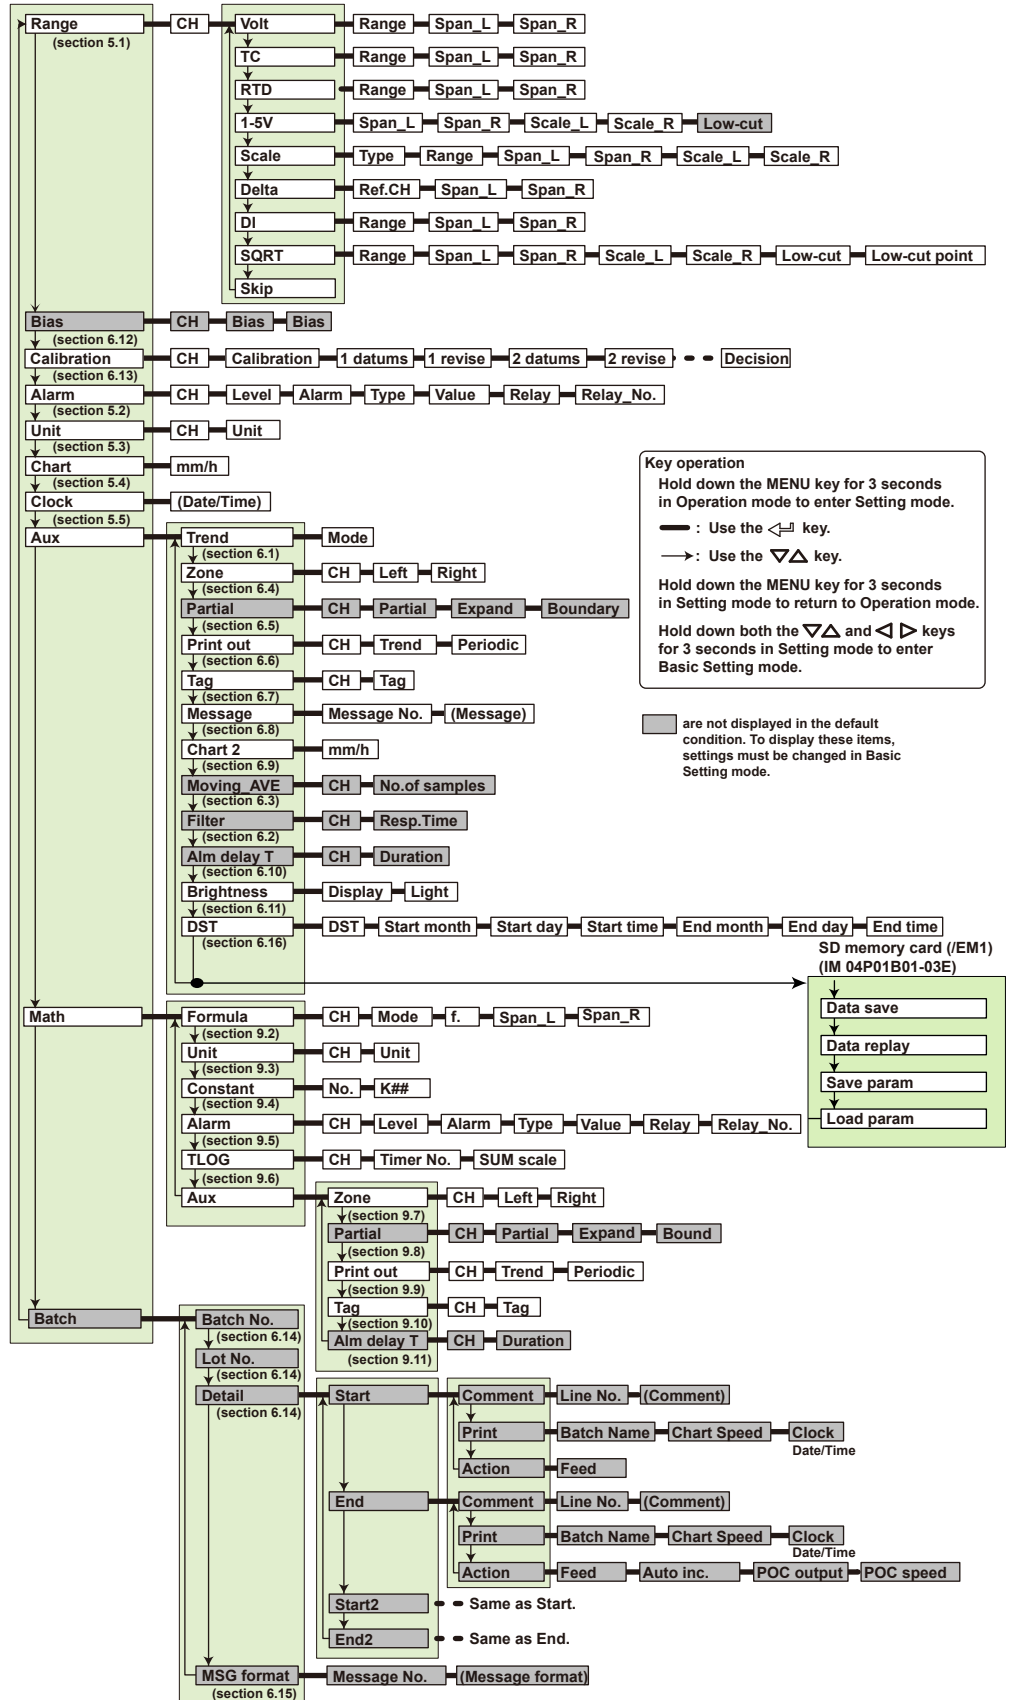 Range CH Volt Range Span_L Span_R
(section 5.1)
TC Range Span_L Span_R
RTD Range Span_L Span_R
1-5V Span_L Span_R Scale_L Scale_R Low-cut
Scale Type Range Span_L Span_R Scale_L Scale_R
Delta Ref.CH Span_L Span_R
DI Range Span_L Span_R
SQRT Range Span_L Span_R Scale_L Scale_R Low-cut Low-cut point
Skip
Bias CH Bias Bias
(section 6.12)
Calibration CH Calibration 1 datums 1 revise 2 datums 2 revise Decision
(section 6.13)
Alarm CH Level Alarm Type Value Relay Relay_No.
(section 5.2)
Unit CH Unit
(section 5.3)
Chart mm/h
(section 5.4)
Clock (Date/Time)
(section 5.5)
Aux Trend Mode
(section 6.1)
Zone CH Left Right
(section 6.4)
Partial CH Partial Expand Boundary
(section 6.5)
Print out CH Trend Periodic
(section 6.6)
Tag CH Tag
(section 6.7)
Message Message No. (Message)
(section 6.8)
Chart 2 mm/h
(section 6.9)
Moving_AVE CH No.of samples
(section 6.3)
Filter CH Resp.Time
(section 6.2)
Alm delay T CH Duration
(section 6.10)
Brightness Display Light
(section 6.11)
DST DST Start month Start day Start time End month End day End time
(section 6.16)
Key operation
Hold down the MENU key for 3 seconds
in Operation mode to enter Setting mode.
: Use the key.
: Use the ▽△ key.
Hold down the MENU key for 3 seconds
in Setting mode to return to Operation mode.
Hold down both the ▽△ and ◁ ▷ keys
for 3 seconds in Setting mode to enter
Basic Setting mode.
are not displayed in the default
condition. To display these items,
settings must be changed in Basic
Setting mode.
SD memory card (/EM1)
(IM 04P01B01-03E)
Data save
Data replay
Save param
Load param
Math Formula CH Mode f. Span_L Span_R
(section 9.2)
Unit CH Unit
(section 9.3)
Constant No. K##
(section 9.4)
Alarm CH Level Alarm Type Value Relay Relay_No.
(section 9.5)
TLOG CH Timer No. SUM scale
(section 9.6)
Aux Zone CH Left Right
(section 9.7)
Partial CH Partial Expand Bound
(section 9.8)
Print out CH Trend Periodic
(section 9.9)
Tag CH Tag
(section 9.10)
Alm delay T CH Duration
(section 9.11)
Batch Batch No.
(section 6.14)
Lot No.
(section 6.14)
Detail Start Comment Line No. (Comment)
(section 6.14)
Print Batch Name Chart Speed Clock
Date/Time
Action Feed
End Comment Line No. (Comment)
Print Batch Name Chart Speed Clock
Date/Time
Action Feed Auto inc. POC output POC speed
Start2 Same as Start.
End2 Same as End.
MSG format Message No. (Message format)
(section 6.15)